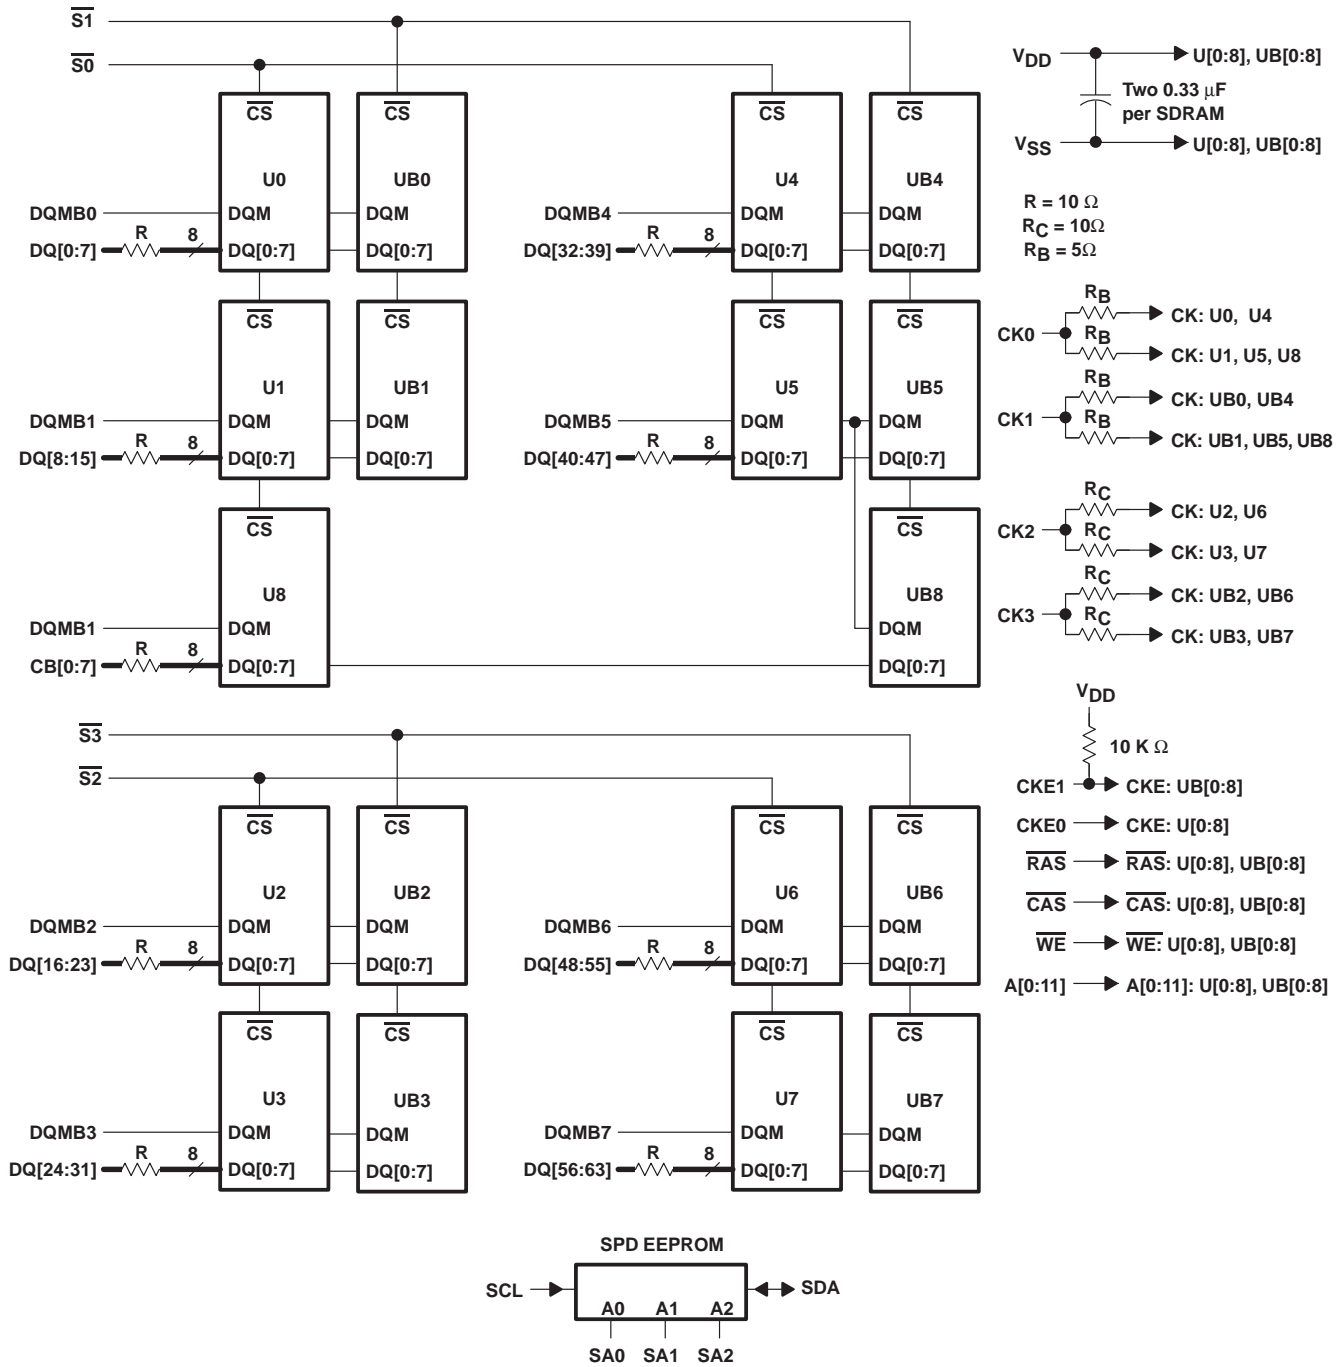 S1
S0
CS
CS
CS
CS
U0
UB0
U4
UB4
DQMB0
DQM
DQM
DQMB4
DQM
DQM
DQ[0:7]
R
8
DQ[0:7]
DQ[0:7]
DQ[32:39]
R
8
DQ[0:7]
DQ[0:7]
CS
CS
CS
CS
U1
UB1
U5
UB5
DQMB1
DQM
DQM
DQMB5
DQM
DQM
DQ[8:15]
R
8
DQ[0:7]
DQ[0:7]
DQ[40:47]
R
8
DQ[0:7]
DQ[0:7]
CS
CS
U8
UB8
DQMB1
DQM
DQM
CB[0:7]
R
8
DQ[0:7]
DQ[0:7]
VDD
U[0:8], UB[0:8]
Two 0.33 μF
per SDRAM
VSS
U[0:8], UB[0:8]
R = 10 Ω
RC = 10Ω
RB = 5Ω
CK0
RB
CK: U0, U4
RB
CK: U1, U5, U8
CK1
RB
CK: UB0, UB4
RB
CK: UB1, UB5, UB8
CK2
RC
CK: U2, U6
RC
CK: U3, U7
CK3
RC
CK: UB2, UB6
RC
CK: UB3, UB7
VDD
10 K Ω
CKE1
CKE: UB[0:8]
CKE0
CKE: U[0:8]
RAS
RAS: U[0:8], UB[0:8]
CAS
CAS: U[0:8], UB[0:8]
WE
WE: U[0:8], UB[0:8]
A[0:11]
A[0:11]: U[0:8], UB[0:8]
S3
S2
CS
CS
CS
CS
U2
UB2
U6
UB6
DQMB2
DQM
DQM
DQMB6
DQM
DQM
DQ[16:23]
R
8
DQ[0:7]
DQ[0:7]
DQ[48:55]
R
8
DQ[0:7]
DQ[0:7]
CS
CS
CS
CS
U3
UB3
U7
UB7
DQMB3
DQM
DQM
DQMB7
DQM
DQM
DQ[24:31]
R
8
DQ[0:7]
DQ[0:7]
DQ[56:63]
R
8
DQ[0:7]
DQ[0:7]
SPD EEPROM
SCL
SDA
A0 A1 A2
SA0 SA1 SA2